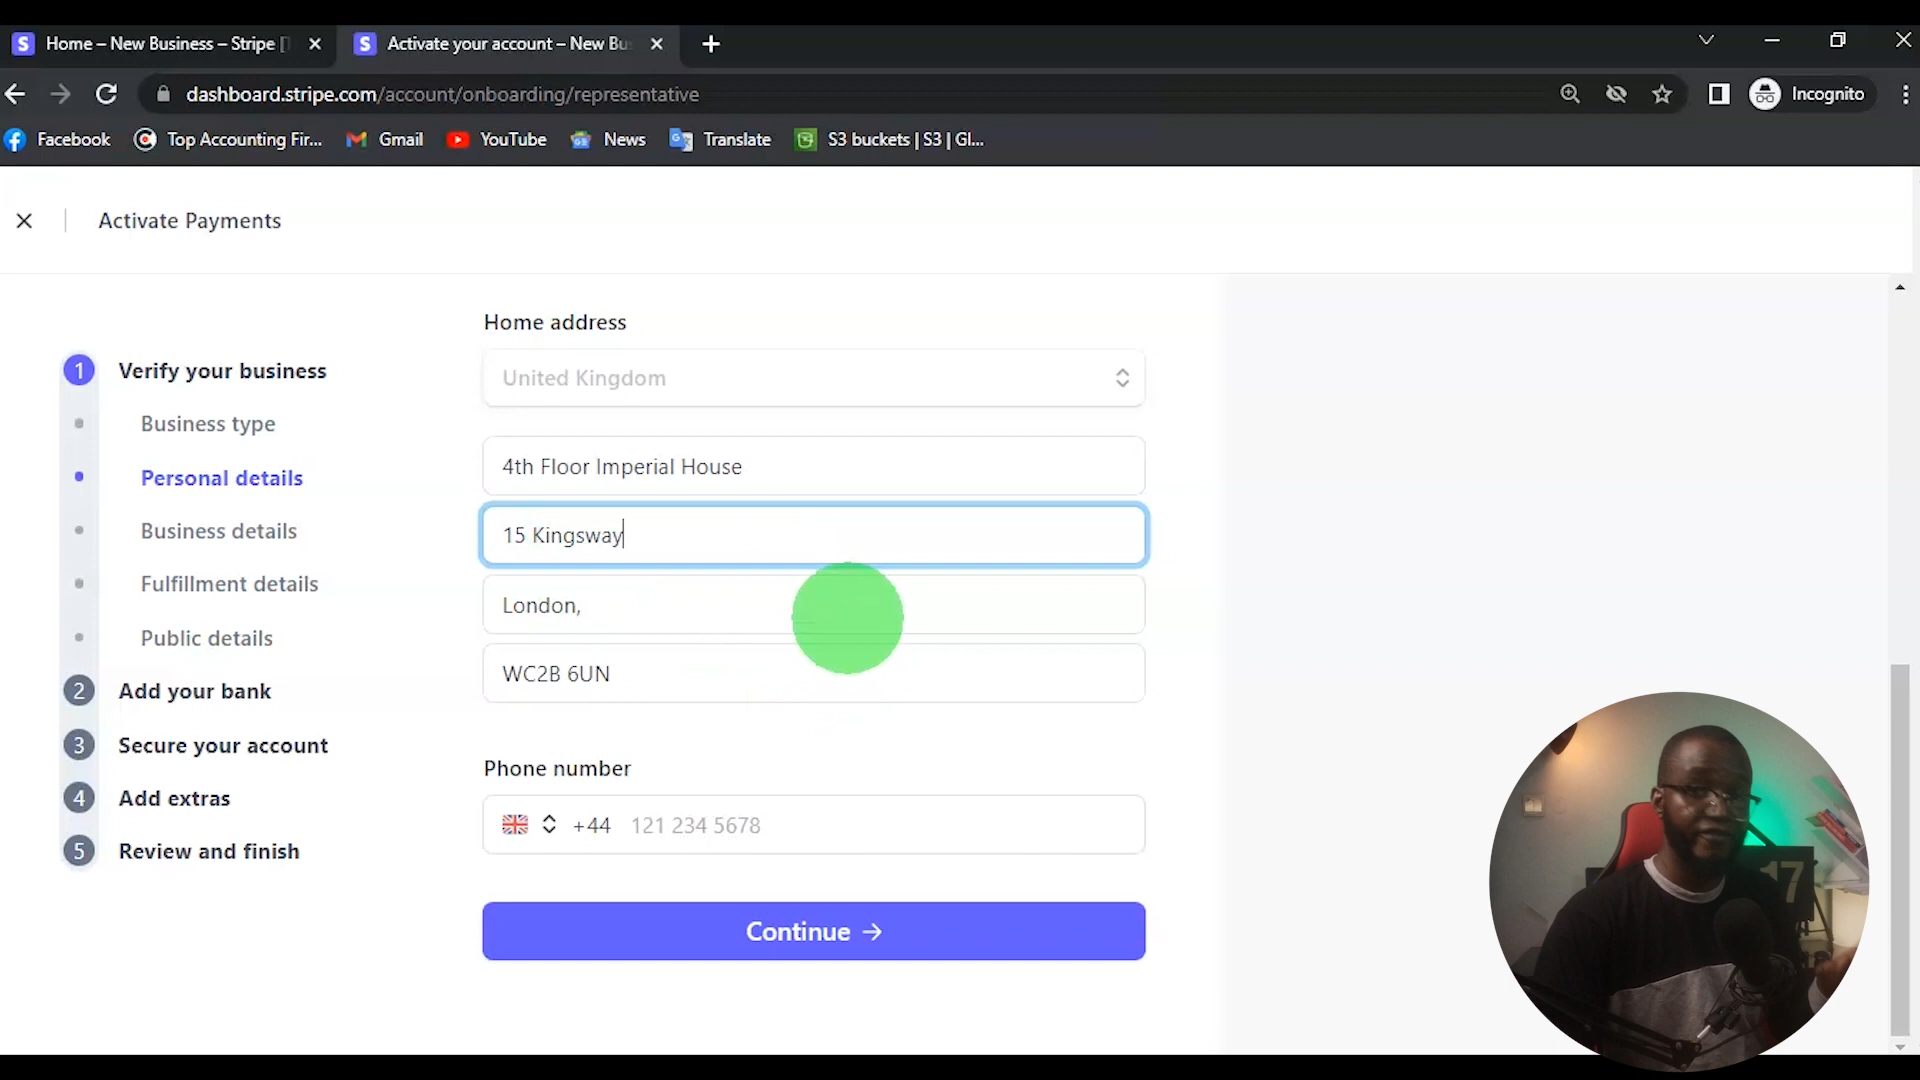 Home – New Business – Stripe [
Activate your account – New Bu
dashboard.stripe.com/account/onboarding/representative
Incognito
Facebook
Top Accounting Fir...
Gmail
YouTube
News
Translate
S3 buckets | S3 | Gl...
Activate Payments
1 Verify your business
Business type
Personal details
Business details
Fulfillment details
Public details
2 Add your bank
3 Secure your account
4 Add extras
5 Review and finish
Home address
United Kingdom
4th Floor Imperial House
15 Kingsway
London,
WC2B 6UN
Phone number
+44 121 234 5678
Continue →
17